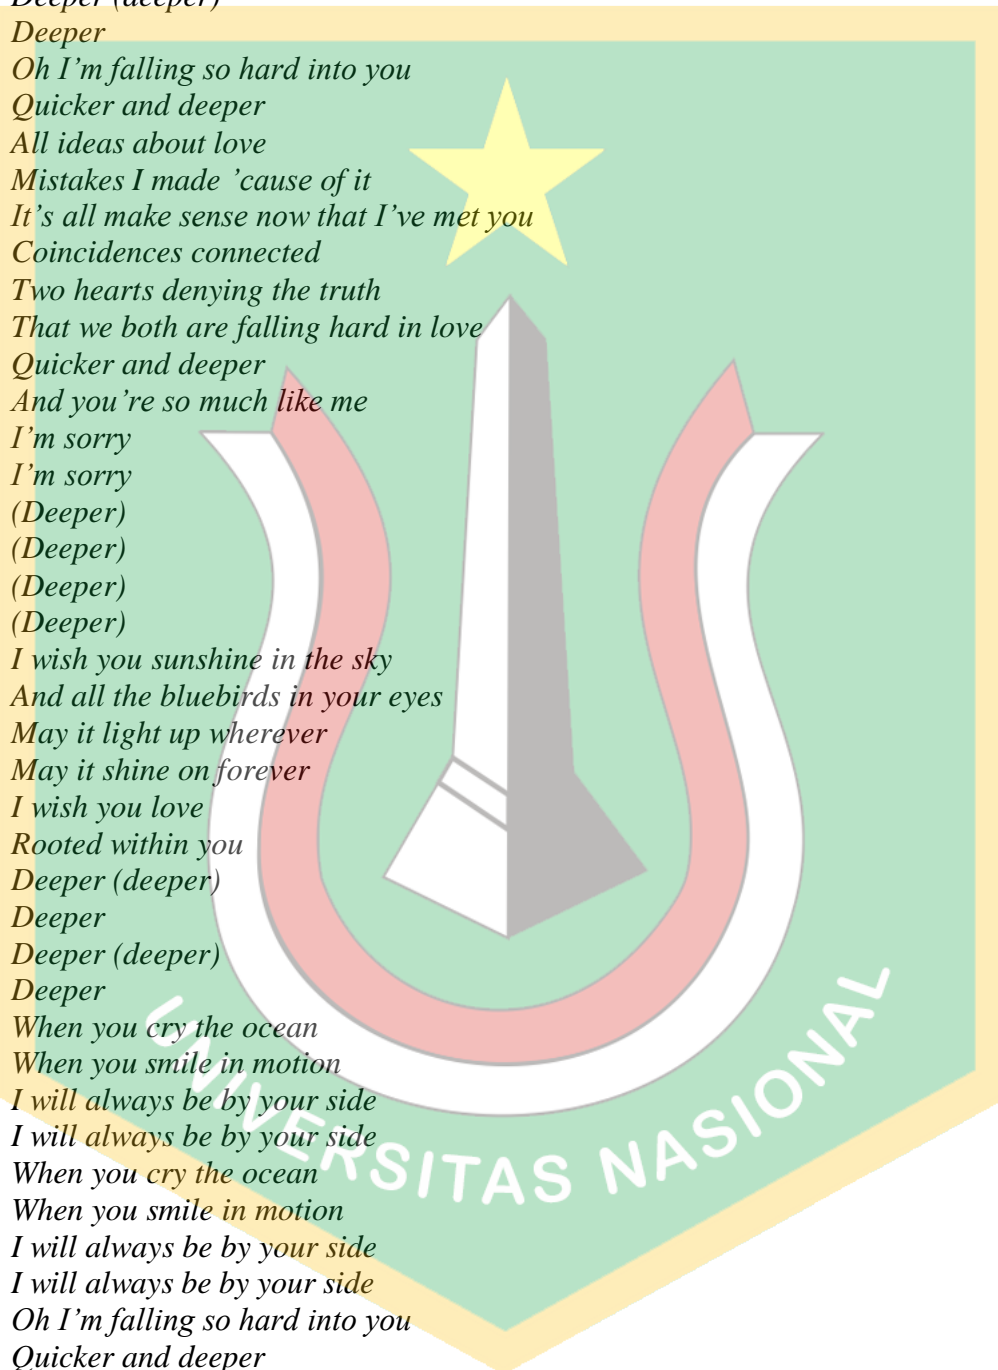 Deeper (deeper)
Deeper
Oh I’m falling so hard into you
Quicker and deeper
All ideas about love
Mistakes I made ’cause of it
It’s all make sense now that I’ve met you
Coincidences connected
Two hearts denying the truth
That we both are falling hard in love
Quicker and deeper
And you’re so much like me
I’m sorry
I’m sorry
(Deeper)
(Deeper)
(Deeper)
(Deeper)
I wish you sunshine in the sky
And all the bluebirds in your eyes
May it light up wherever
May it shine on forever
I wish you love
Rooted within you
Deeper (deeper)
Deeper
Deeper (deeper)
Deeper
When you cry the ocean
When you smile in motion
I will always be by your side
I will always be by your side
When you cry the ocean
When you smile in motion
I will always be by your side
I will always be by your side
Oh I’m falling so hard into you
Quicker and deeper
UNIVERSITAS NASIONAL